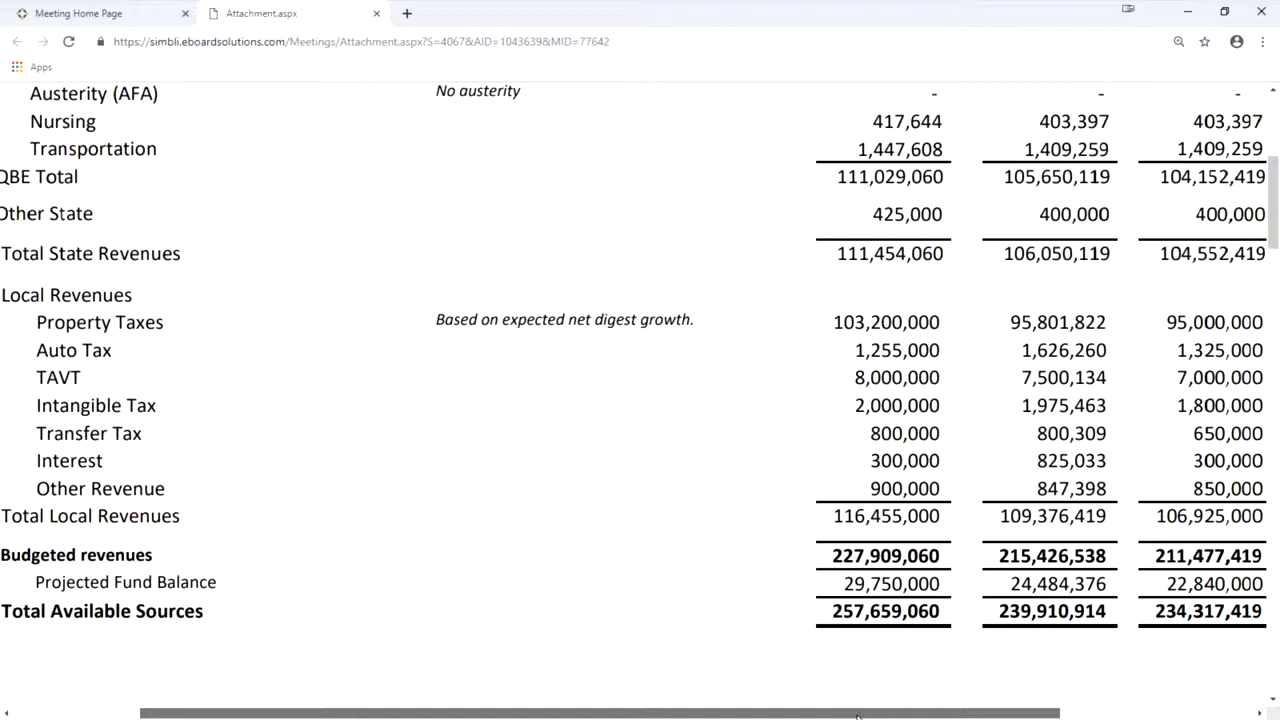 Meeting Home Page
Attachment.aspx
https://simbli.eboardsolutions.com/Meetings/Attachment.aspx?S=4067&AID=1043639&MID=77642
Apps
Austerity (AFA) No austerity - - -
Nursing 417,644 403,397 403,397
Transportation 1,447,608 1,409,259 1,409,259
QBE Total 111,029,060 105,650,119 104,152,419
Other State 425,000 400,000 400,000
Total State Revenues 111,454,060 106,050,119 104,552,419
Local Revenues
Property Taxes Based on expected net digest growth. 103,200,000 95,801,822 95,000,000
Auto Tax 1,255,000 1,626,260 1,325,000
TAVT 8,000,000 7,500,134 7,000,000
Intangible Tax 2,000,000 1,975,463 1,800,000
Transfer Tax 800,000 800,309 650,000
Interest 300,000 825,033 300,000
Other Revenue 900,000 847,398 850,000
Total Local Revenues 116,455,000 109,376,419 106,925,000
Budgeted revenues 227,909,060 215,426,538 211,477,419
Projected Fund Balance 29,750,000 24,484,376 22,840,000
Total Available Sources 257,659,060 239,910,914 234,317,419